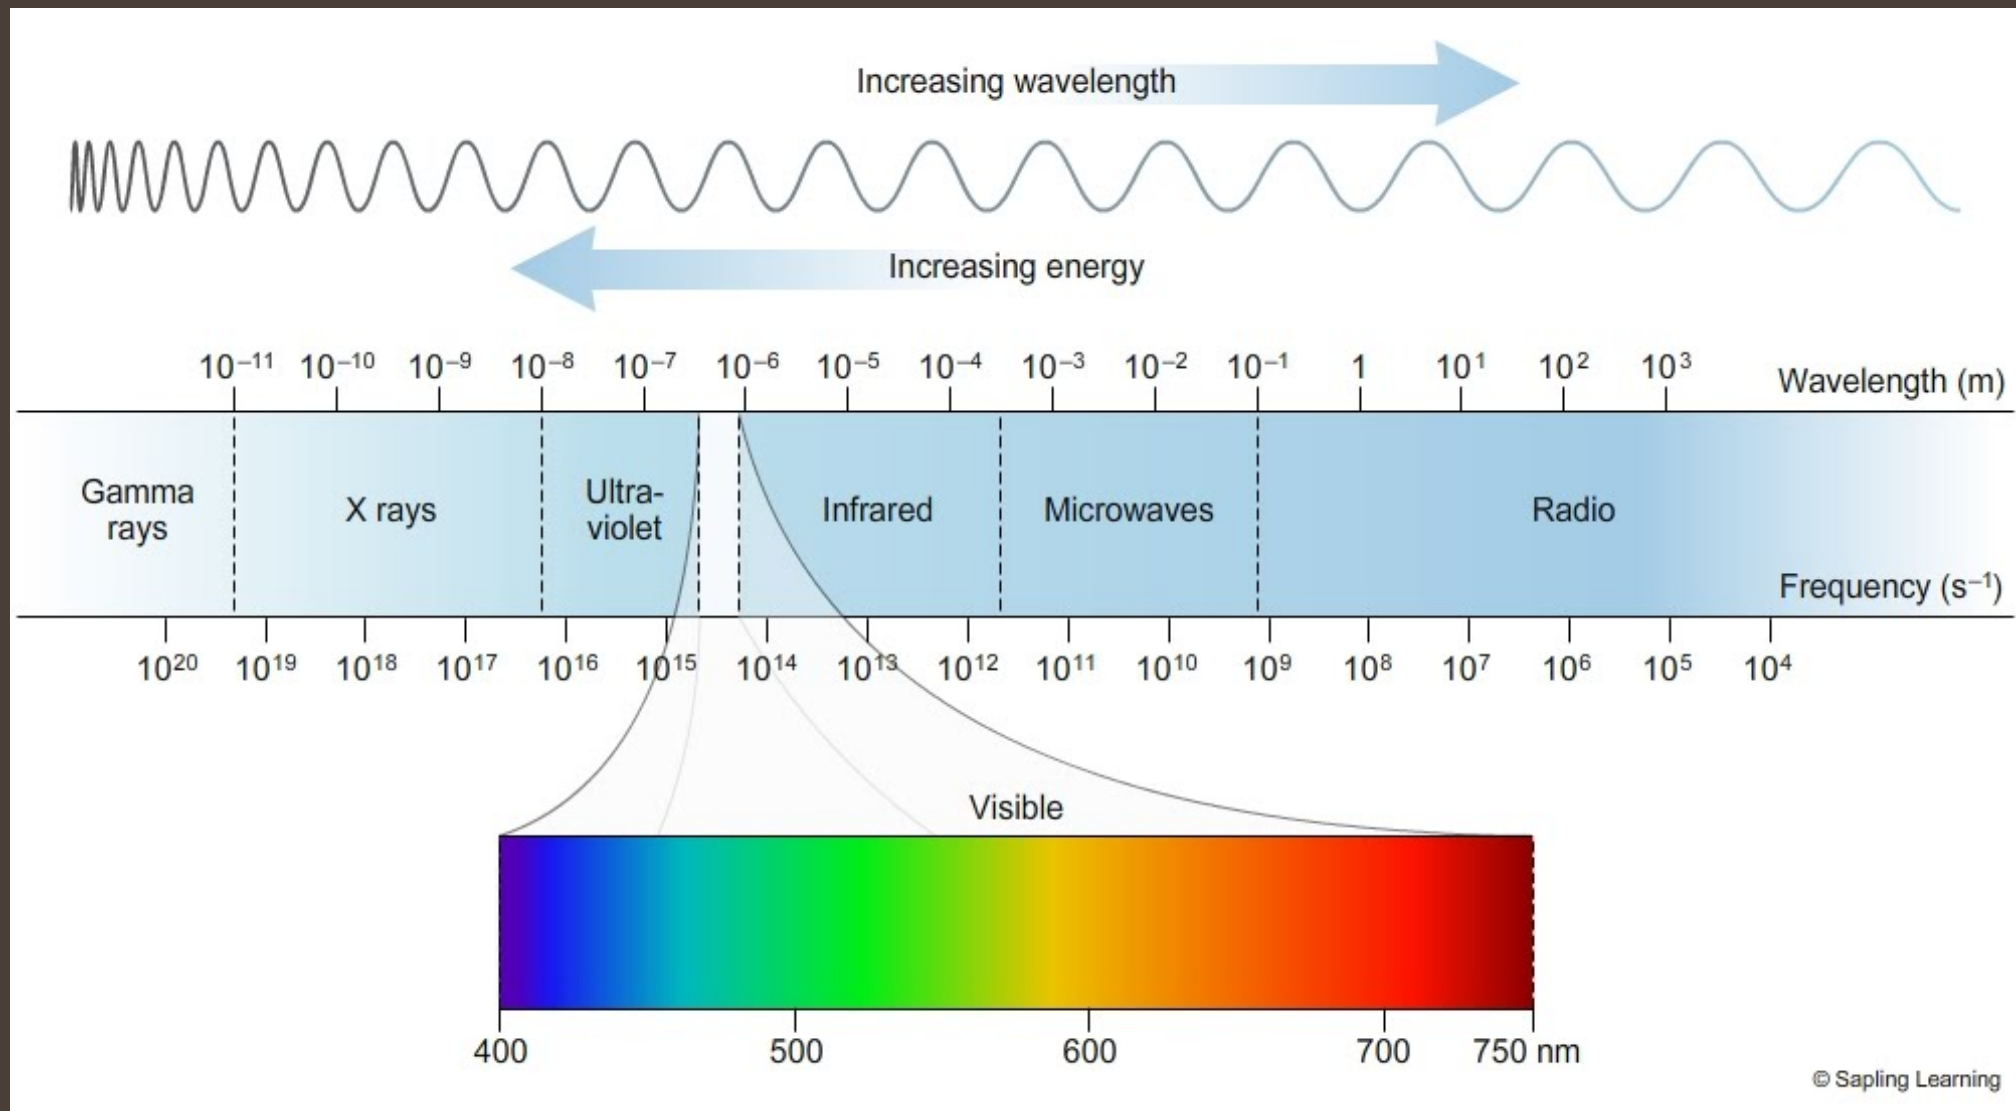 Increasing wavelength
Increasing energy
10⁻¹¹ 10⁻¹⁰ 10⁻⁹ 10⁻⁸ 10⁻⁷ 10⁻⁶ 10⁻⁵ 10⁻⁴ 10⁻³ 10⁻² 10⁻¹ 1 10¹ 10² 10³ Wavelength (m)
Gamma
rays
X rays
Ultra-
violet
Infrared
Microwaves
Radio
Frequency (s⁻¹)
10²⁰ 10¹⁹ 10¹⁸ 10¹⁷ 10¹⁶ 10¹⁵ 10¹⁴ 10¹³ 10¹² 10¹¹ 10¹⁰ 10⁹ 10⁸ 10⁷ 10⁶ 10⁵ 10⁴
Visible
400 500 600 700 750 nm
© Sapling Learning